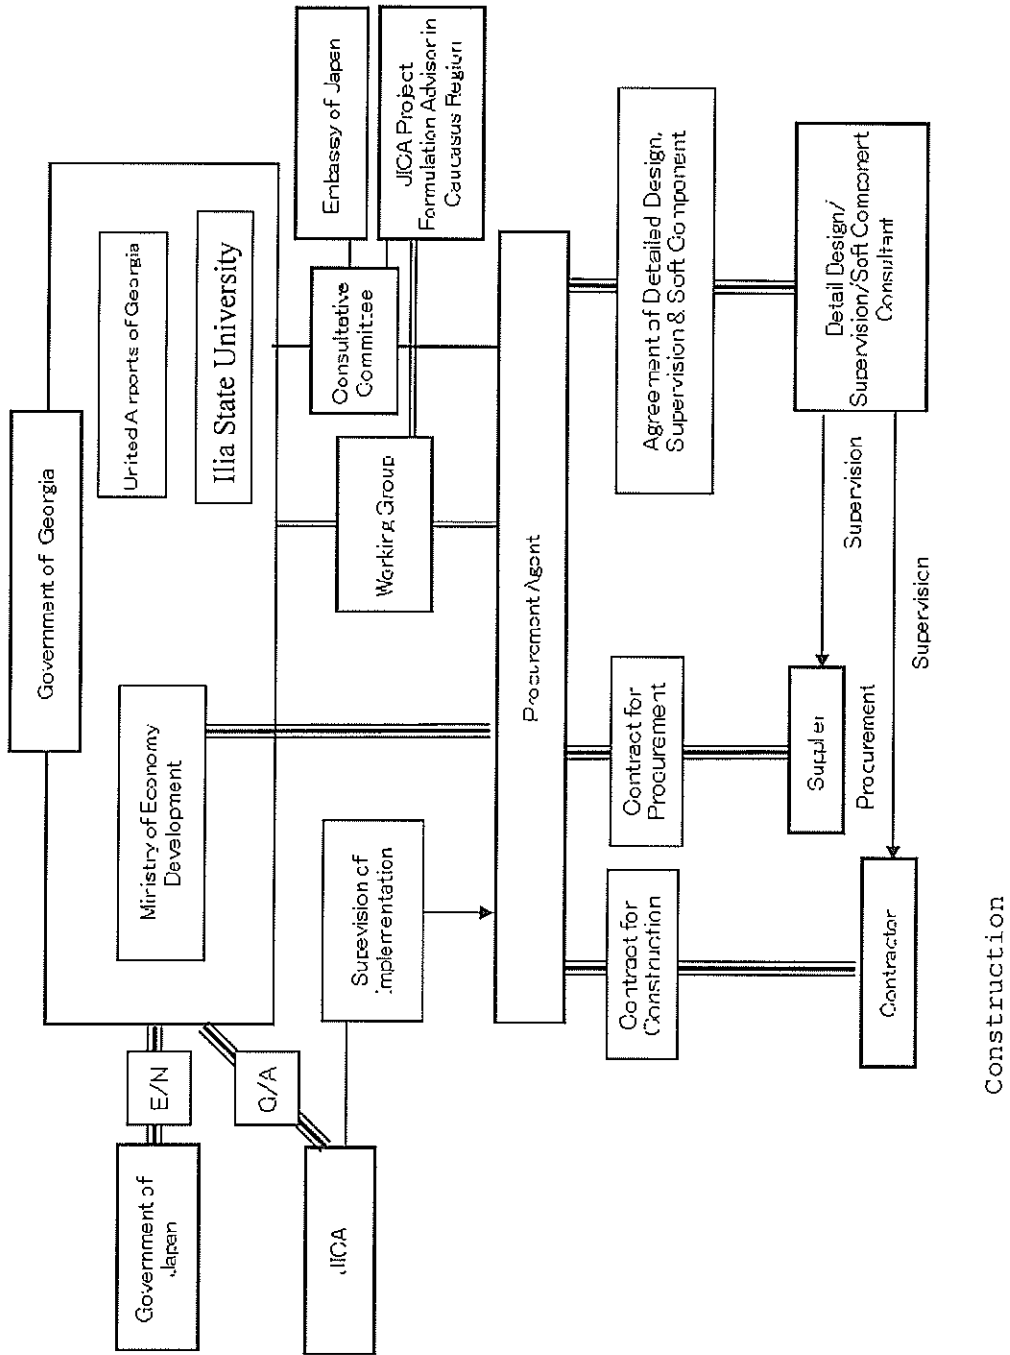 Government of Georgia
United Airports of Georgia
Ilia State University
Ministry of Economy
Development
Government of
Japan
E/N
G/A
JICA
Supevision of
implementation
Working Group
Consultative
Committee
Embassy of Japan
JICA Project
Formulation Advisor in
Caucasus Region
Procurement Agent
Contract for
Construction
Contract for
Procurement
Agreement of Detailed Design,
Supervision & Soft Component
Detail Design/
Supervision/Soft Component
Consultant
Supervision
Supplier
Procurement
Supervision
Contractor
Construction